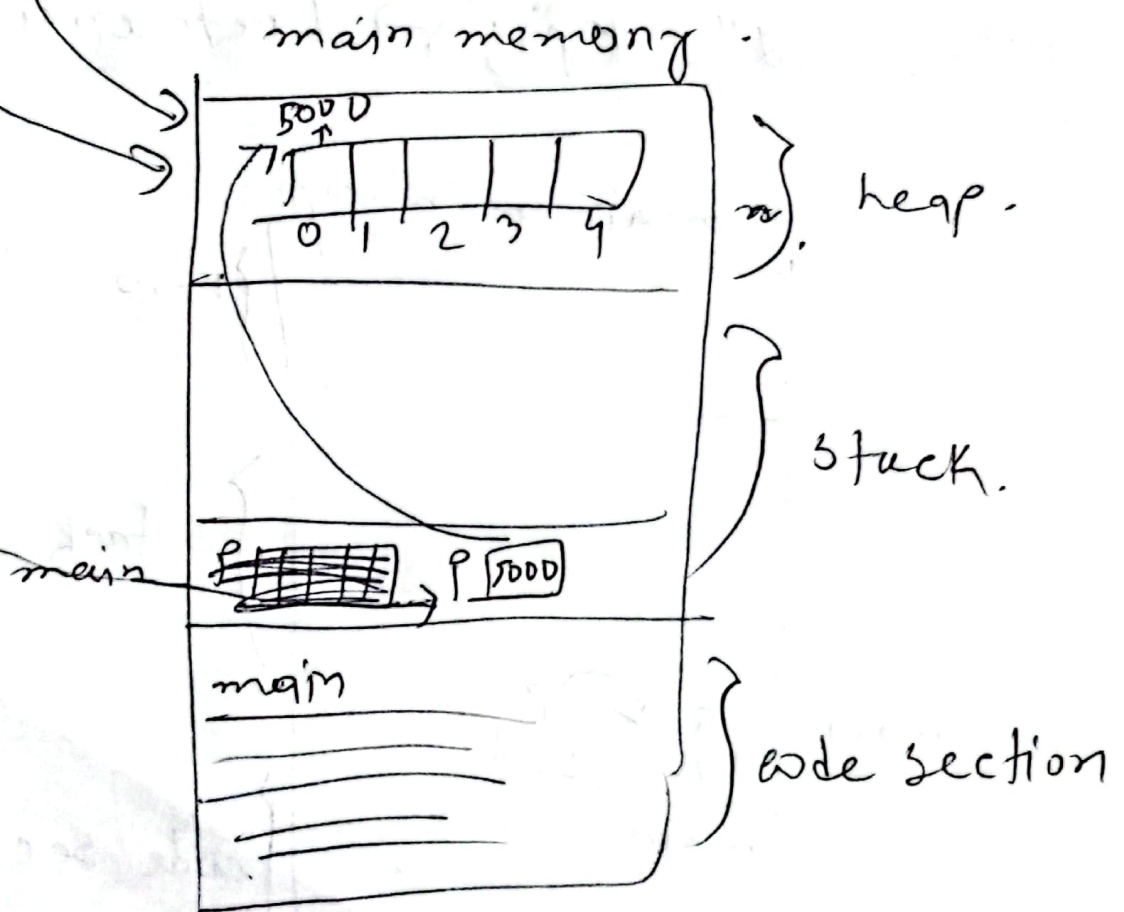 main memory.
5000
0 1 2 3 4
heap.
stack.
main
p
p 5000
main
code section